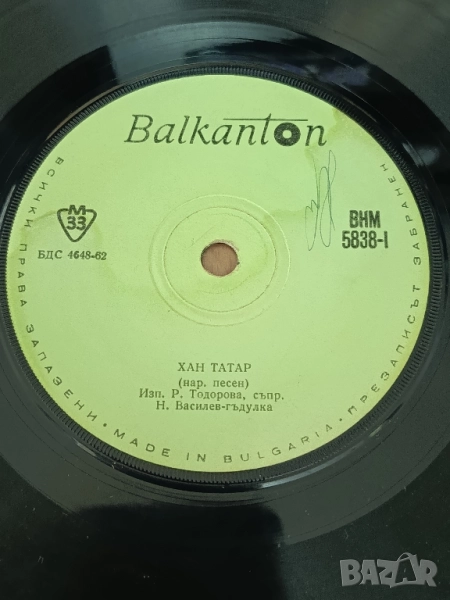 Balkanton
М
33
БДС 4648-62
ВНМ
5838-I
ХАН ТАТАР
(нар. песен)
Изп. Р. Тодорова, съпр.
Н. Василев-гъдулка
ВСИЧКИ ПРАВА ЗАПАЗЕНИ · MADE IN BULGARIA · ПРЕЗАПИСЪТ ЗАБРАНЕН
BAZAR